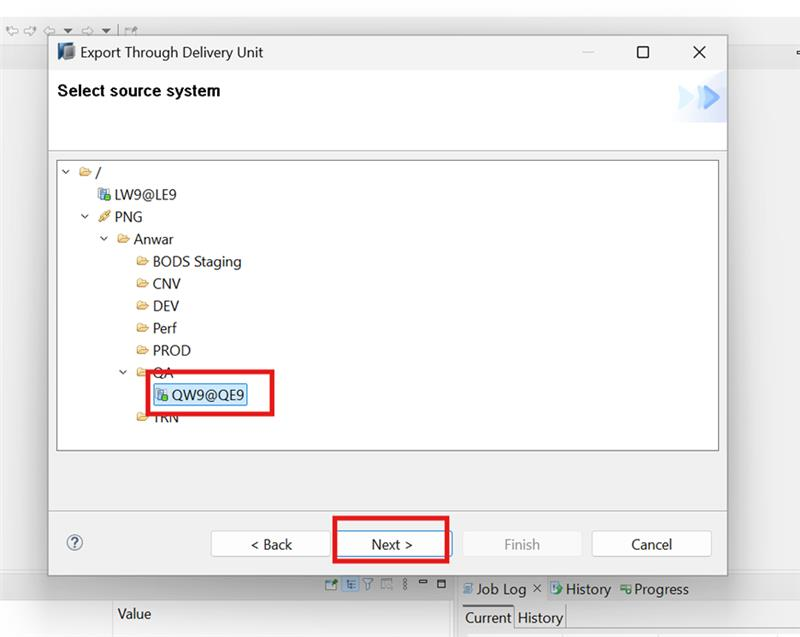 Export Through Delivery Unit
Select source system
/
LW9@LE9
PNG
Anwar
BODS Staging
CNV
DEV
Perf
PROD
QA
QW9@QE9
TRN
?
< Back
Next >
Finish
Cancel
Job Log
History
Progress
Value
Current
History